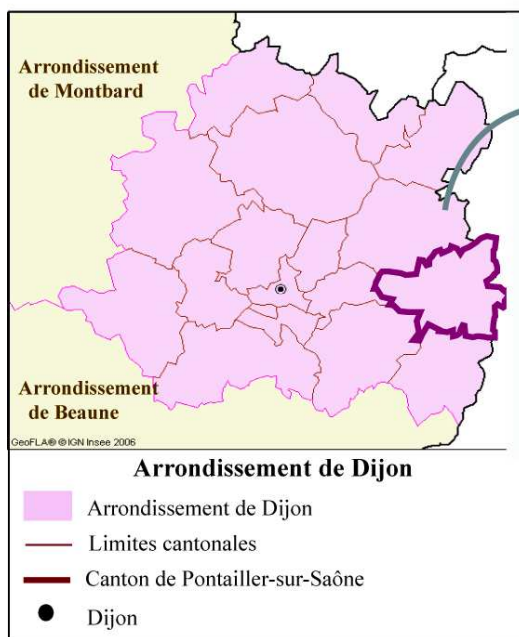 Arrondissement
de Montbard
Arrondissement
de Beaune
GeoFLA® © IGN Insee 2006
Arrondissement de Dijon
Arrondissement de Dijon
Limites cantonales
Canton de Pontailler-sur-Saône
Dijon